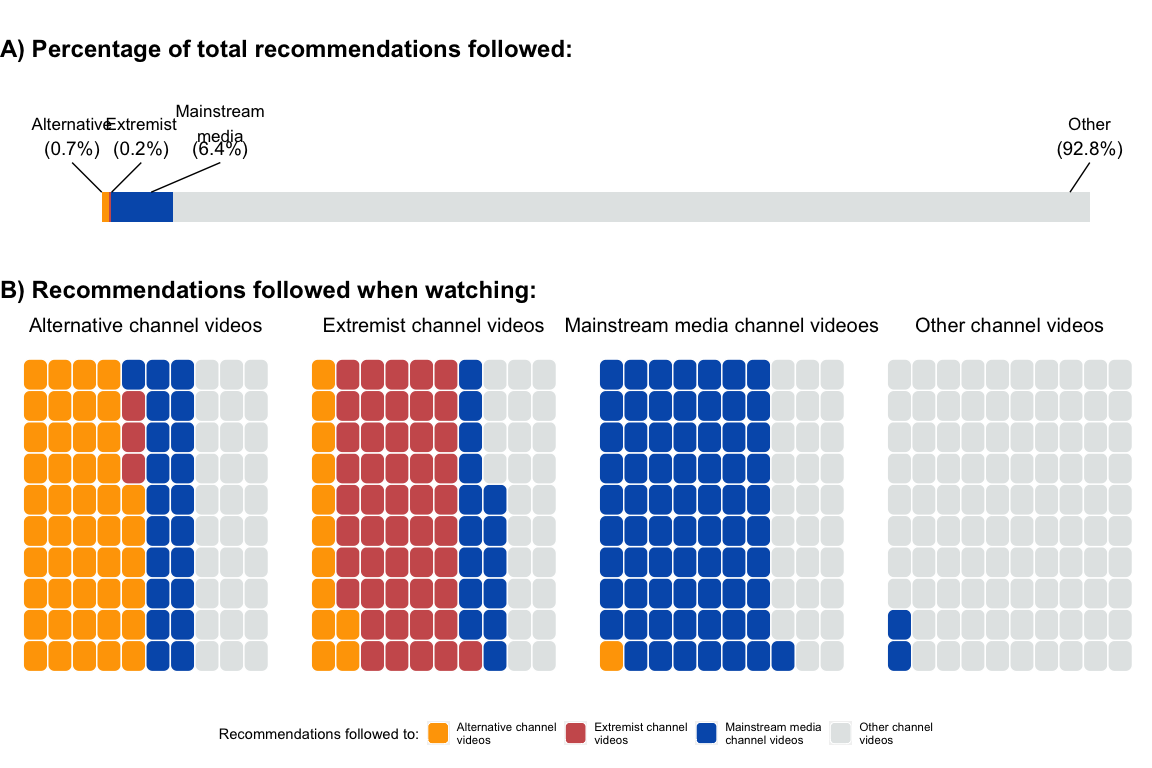 A) Percentage of total recommendations followed:
Mainstream
Alternative Extremist media Other
(0.7%) (0.2%) (6.4%) (92.8%)
B) Recommendations followed when watching:
Alternative channel videos Extremist channel videos Mainstream media channel videoes Other channel videos
Recommendations followed to:
Alternative channel
videos
Extremist channel
videos
Mainstream media
channel videos
Other channel
videos